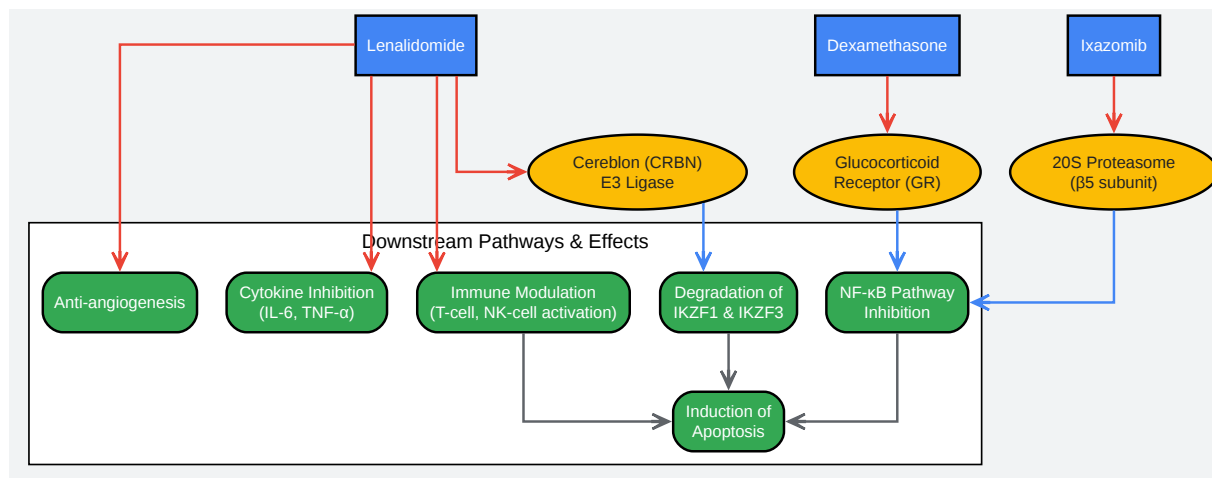 Lenalidomide
Dexamethasone
Ixazomib
Cereblon (CRBN)
E3 Ligase
Glucocorticoid
Receptor (GR)
20S Proteasome
(β5 subunit)
Downstream Pathways & Effects
Anti-angiogenesis
Cytokine Inhibition
(IL-6, TNF-α)
Immune Modulation
(T-cell, NK-cell activation)
Degradation of
IKZF1 & IKZF3
NF-κB Pathway
Inhibition
Induction of
Apoptosis